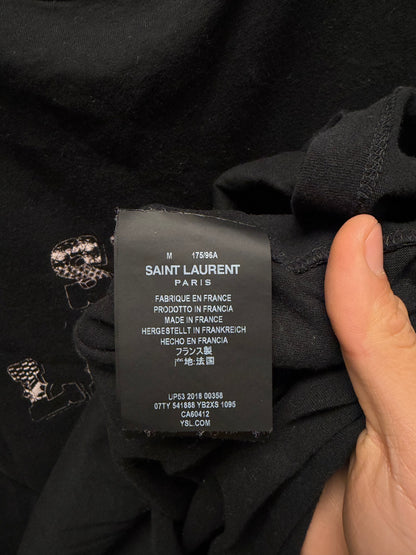 M 175/96A
SAINT LAURENT
PARIS
FABRIQUE EN FRANCE
PRODOTTO IN FRANCIA
MADE IN FRANCE
HERGESTELLT IN FRANKREICH
HECHO EN FRANCIA
フランス製
产地:法国
UP53 2018 00358
07TY 541888 YB2XS 1095
CA60412
YSL.COM